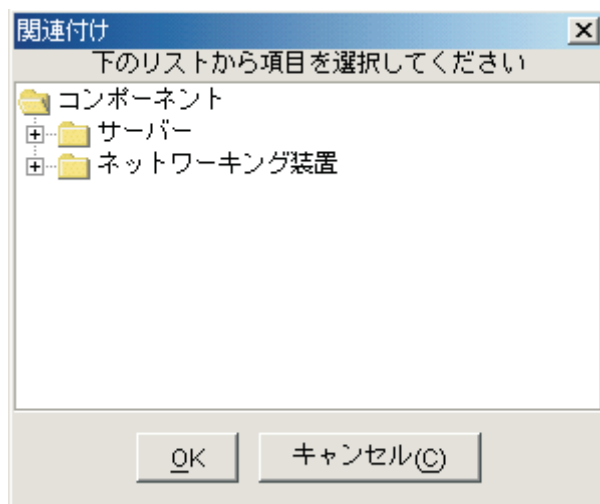 関連付け
下のリストから項目を選択してください
コンポーネント
サーバー
ネットワーキング装置
OK キャンセル(C)